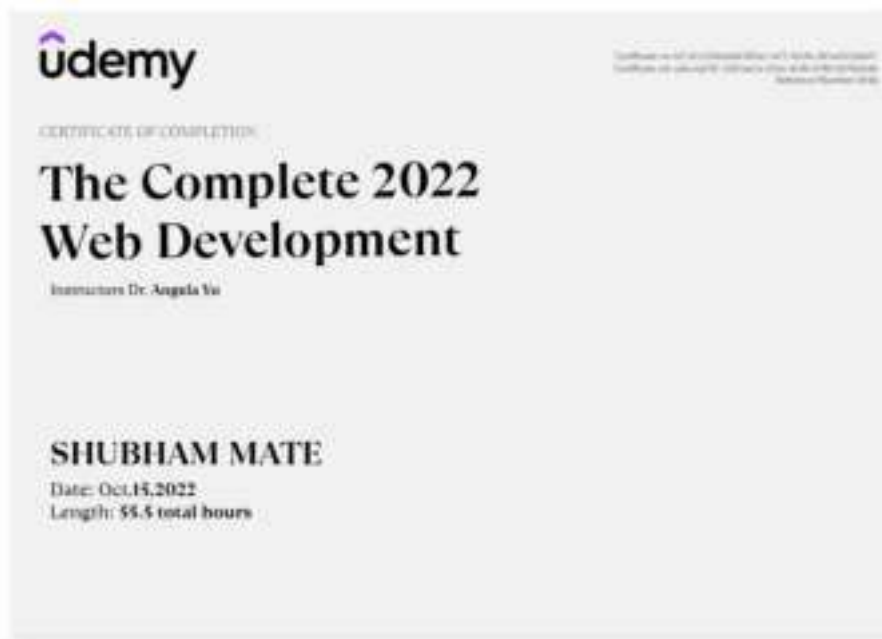 udemy
CERTIFICATE OF COMPLETION
The Complete 2022
Web Development
Instructors Dr. Angela Yu
SHUBHAM MATE
Date: Oct.15.2022
Length: 55.5 total hours